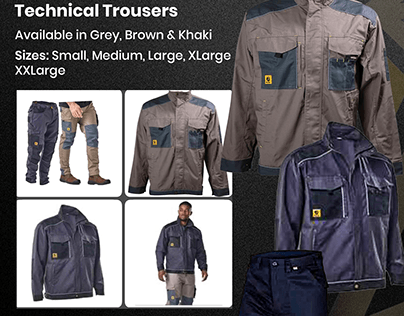 Technical Trousers
Available in Grey, Brown & Khaki
Sizes: Small, Medium, Large, XLarge
XXLarge